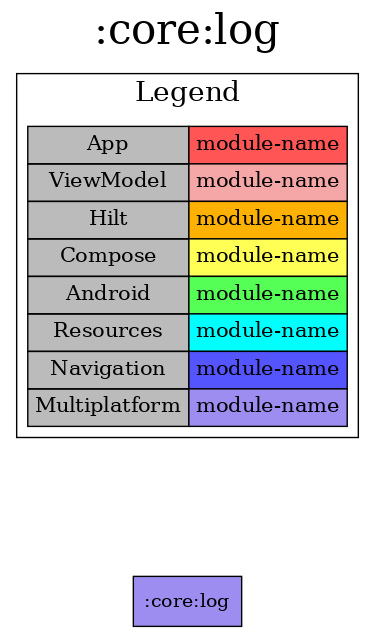 :core:log
Legend
App module-name
ViewModel module-name
Hilt module-name
Compose module-name
Android module-name
Resources module-name
Navigation module-name
Multiplatform module-name
:core:log